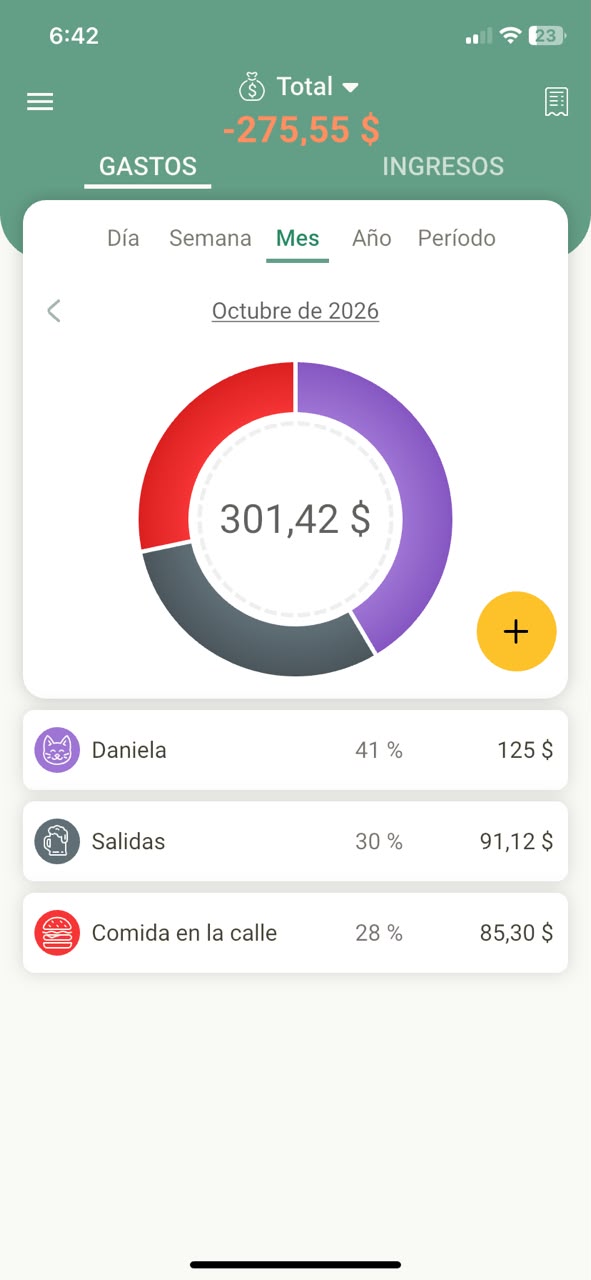 6:42
23
Total
-275,55 $
GASTOS INGRESOS
Día Semana Mes Año Período
Octubre de 2026
301,42 $
+
Daniela 41 % 125 $
Salidas 30 % 91,12 $
Comida en la calle 28 % 85,30 $